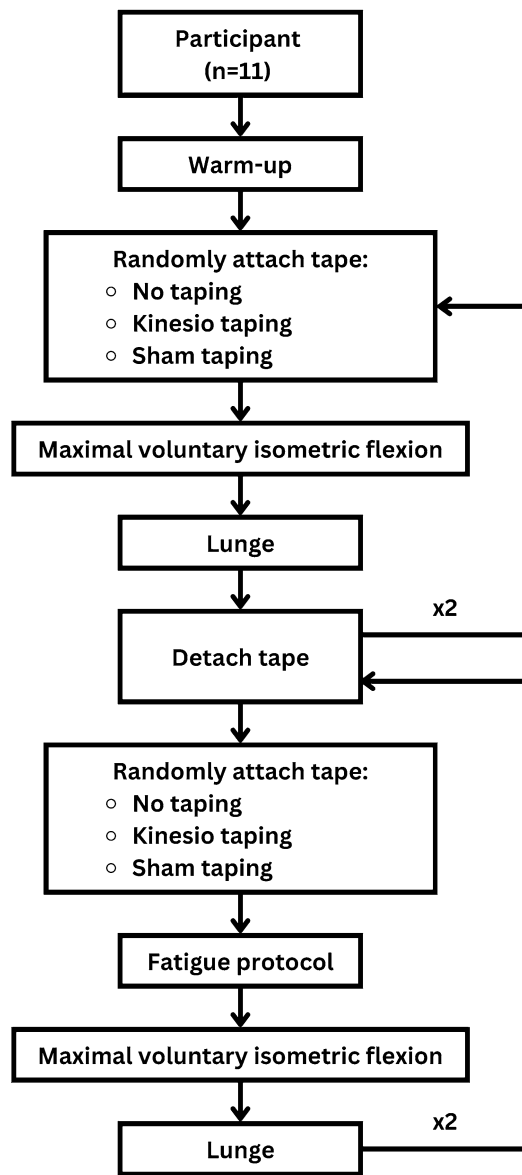 Participant
(n=11)
Warm-up
Randomly attach tape:
No taping
Kinesio taping
Sham taping
Maximal voluntary isometric flexion
Lunge
x2
Detach tape
Randomly attach tape:
No taping
Kinesio taping
Sham taping
Fatigue protocol
Maximal voluntary isometric flexion
x2
Lunge